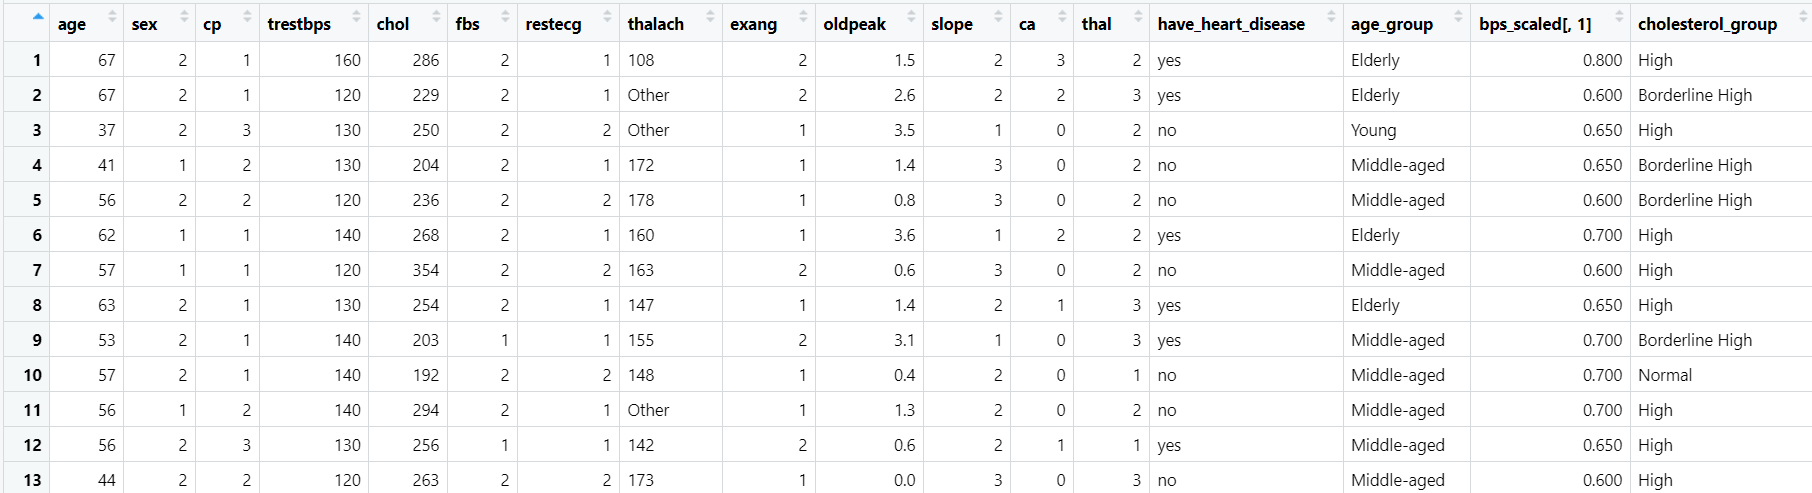 age sex cp trestbps chol fbs restecg thalach exang oldpeak slope ca thal have_heart_disease age_group bps_scaled[, 1] cholesterol_group
1 67 2 1 160 286 2 1 108 2 1.5 2 3 2 yes Elderly 0.800 High
2 67 2 1 120 229 2 1 Other 2 2.6 2 2 3 yes Elderly 0.600 Borderline High
3 37 2 3 130 250 2 2 Other 1 3.5 1 0 2 no Young 0.650 High
4 41 1 2 130 204 2 1 172 1 1.4 3 0 2 no Middle-aged 0.650 Borderline High
5 56 2 2 120 236 2 2 178 1 0.8 3 0 2 no Middle-aged 0.600 Borderline High
6 62 1 1 140 268 2 1 160 1 3.6 1 2 2 yes Elderly 0.700 High
7 57 1 1 120 354 2 2 163 2 0.6 3 0 2 no Middle-aged 0.600 High
8 63 2 1 130 254 2 1 147 1 1.4 2 1 3 yes Elderly 0.650 High
9 53 2 1 140 203 1 1 155 2 3.1 1 0 3 yes Middle-aged 0.700 Borderline High
10 57 2 1 140 192 2 2 148 1 0.4 2 0 1 no Middle-aged 0.700 Normal
11 56 1 2 140 294 2 1 Other 1 1.3 2 0 2 no Middle-aged 0.700 High
12 56 2 3 130 256 1 1 142 2 0.6 2 1 1 yes Middle-aged 0.650 High
13 44 2 2 120 263 2 2 173 1 0.0 3 0 3 no Middle-aged 0.600 High